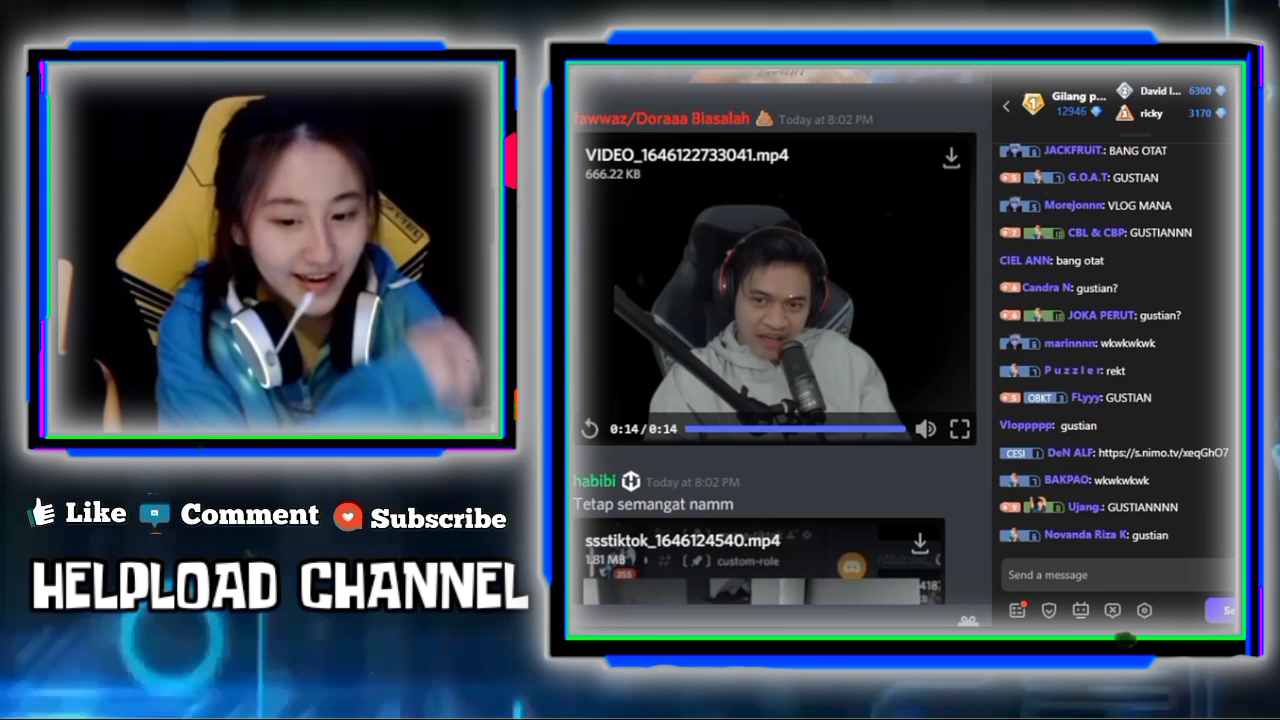 Like
Comment
Subscribe
HELPLOAD CHANNEL
fawwaz/Doraaa Biasalah
Today at 8:02 PM
VIDEO_1646122733041.mp4
666.22 KB
0:14/0:14
habibi
Today at 8:02 PM
Tetap semangat namm
ssstiktok_1646124540.mp4
1.81 MB
custom-role
Gilang p...
12946
David I...
6300
ricky
3170
JACKFRUIT.: BANG OTAT
G.O.A.T: GUSTIAN
Morejonnn: VLOG MANA
CBL & CBP: GUSTIANNN
CIEL ANN: bang otat
Candra N: gustian?
JOKA PERUT: gustian?
marinnnn: wkwkwkwk
Puzzler: rekt
OBKT FLyyy: GUSTIAN
Vloppppp: gustian
CESI 1 DeN ALF: https://s.nimo.tv/xeqGhO7
BAKPAO: wkwkwkwk
Ujang.: GUSTIANNNN
Novanda Riza K: gustian
Send a message
Se